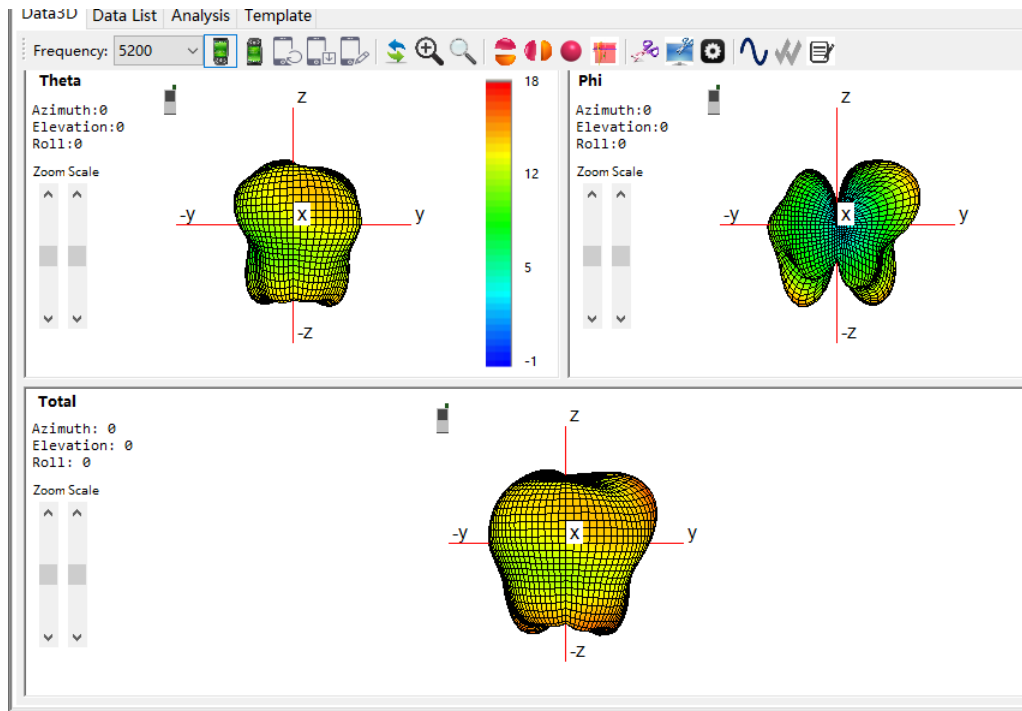 Data3D Data List Analysis Template
Frequency: 5200
Theta
Azimuth:0
Elevation:0
Roll:0
Zoom Scale
z
-y
x
y
-z
18
12
5
-1
Phi
Azimuth:0
Elevation:0
Roll:0
Zoom Scale
z
-y
x
y
-z
Total
Azimuth: 0
Elevation: 0
Roll: 0
Zoom Scale
z
-y
x
y
-z